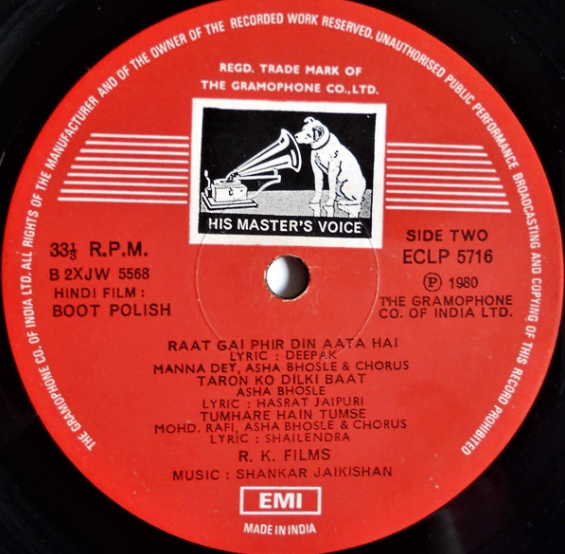 THE GRAMOPHONE CO. OF INDIA LTD. ALL RIGHTS OF THE MANUFACTURER AND OF THE OWNER OF THE RECORDED WORK RESERVED. UNAUTHORISED PUBLIC PERFORMANCE BROADCASTING AND COPYING OF THIS RECORD PROHIBITED
REGD. TRADE MARK OF
THE GRAMOPHONE CO., LTD.
HIS MASTER'S VOICE
33⅓ R.P.M.
B 2XJW 5568
HINDI FILM :
BOOT POLISH
SIDE TWO
ECLP 5716
Ⓟ 1980
THE GRAMOPHONE
CO. OF INDIA LTD.
RAAT GAI PHIR DIN AATA HAI
LYRIC : DEEPAK
MANNA DEY, ASHA BHOSLE & CHORUS
TARON KO DILKI BAAT
ASHA BHOSLE
LYRIC : HASRAT JAIPURI
TUMHARE HAIN TUMSE
MOHD. RAFI, ASHA BHOSLE & CHORUS
LYRIC : SHAILENDRA
R. K. FILMS
MUSIC : SHANKAR JAIKISHAN
EMI
MADE IN INDIA